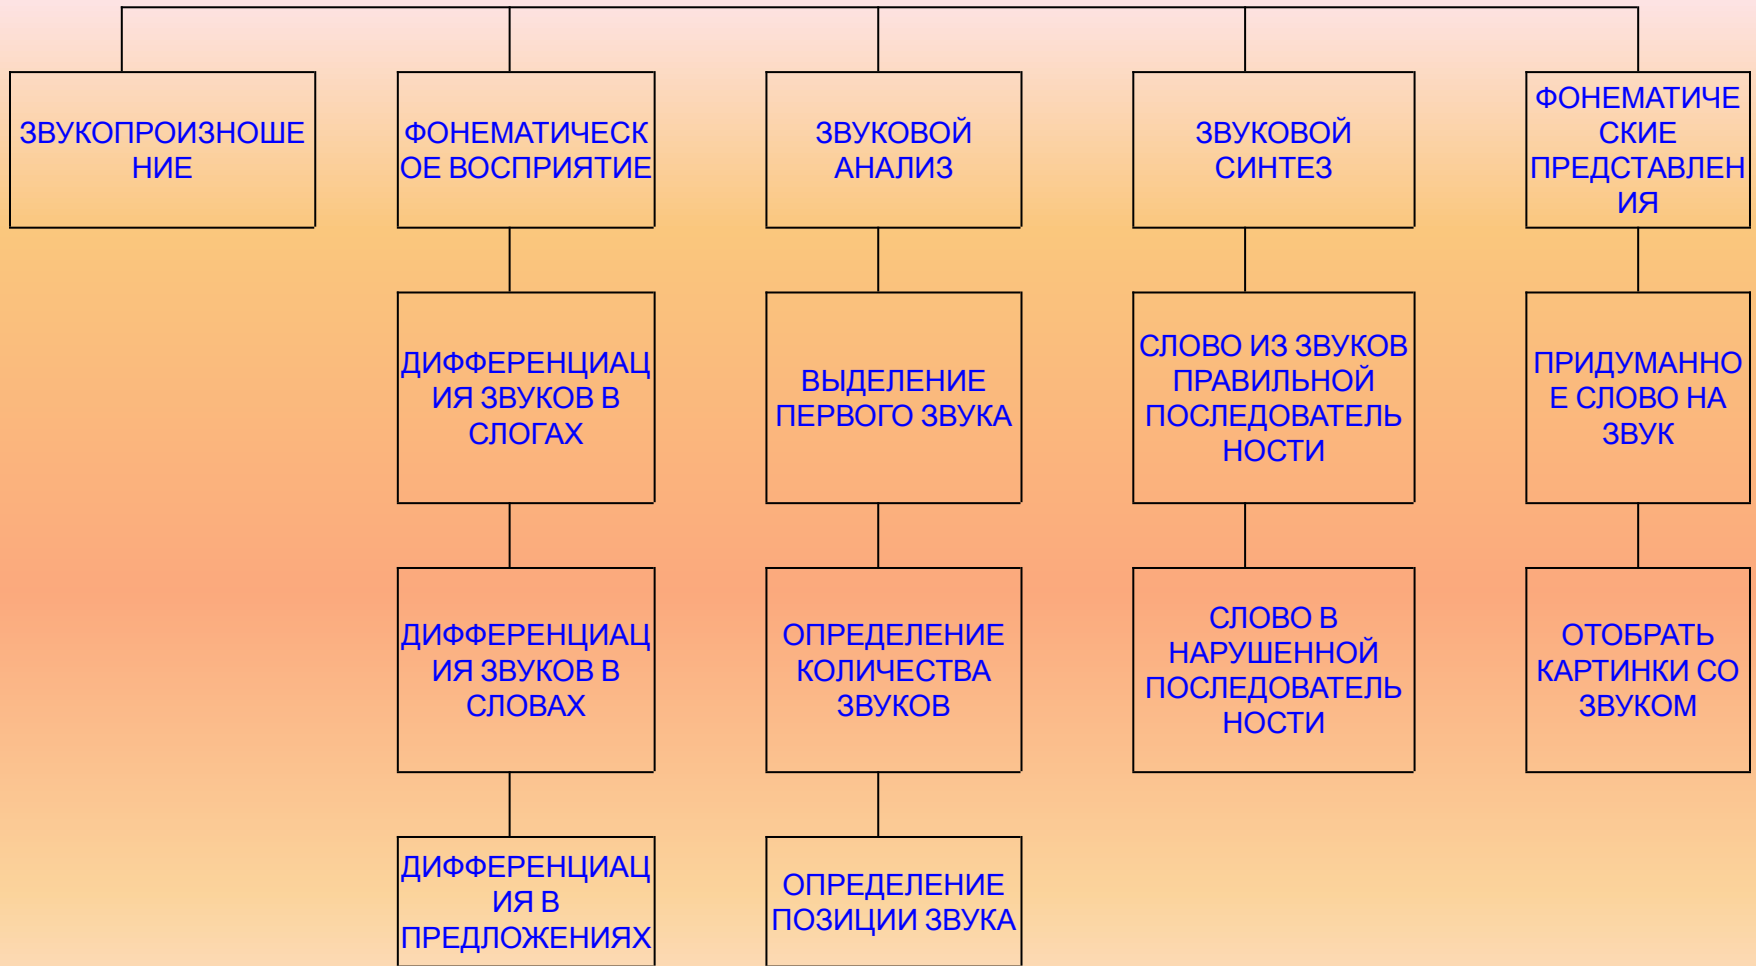 ЗВУКОПРОИЗНОШЕ
НИЕ
ФОНЕМАТИЧЕСК
ОЕ ВОСПРИЯТИЕ
ЗВУКОВОЙ
АНАЛИЗ
ЗВУКОВОЙ
СИНТЕЗ
ФОНЕМАТИЧЕ
СКИЕ
ПРЕДСТАВЛЕН
ИЯ
ДИФФЕРЕНЦИАЦ
ИЯ ЗВУКОВ В
СЛОГАХ
ВЫДЕЛЕНИЕ
ПЕРВОГО ЗВУКА
СЛОВО ИЗ ЗВУКОВ
ПРАВИЛЬНОЙ
ПОСЛЕДОВАТЕЛЬ
НОСТИ
ПРИДУМАННО
Е СЛОВО НА
ЗВУК
ДИФФЕРЕНЦИАЦ
ИЯ ЗВУКОВ В
СЛОВАХ
ОПРЕДЕЛЕНИЕ
КОЛИЧЕСТВА
ЗВУКОВ
СЛОВО В
НАРУШЕННОЙ
ПОСЛЕДОВАТЕЛЬ
НОСТИ
ОТОБРАТЬ
КАРТИНКИ СО
ЗВУКОМ
ДИФФЕРЕНЦИАЦ
ИЯ В
ПРЕДЛОЖЕНИЯХ
ОПРЕДЕЛЕНИЕ
ПОЗИЦИИ ЗВУКА